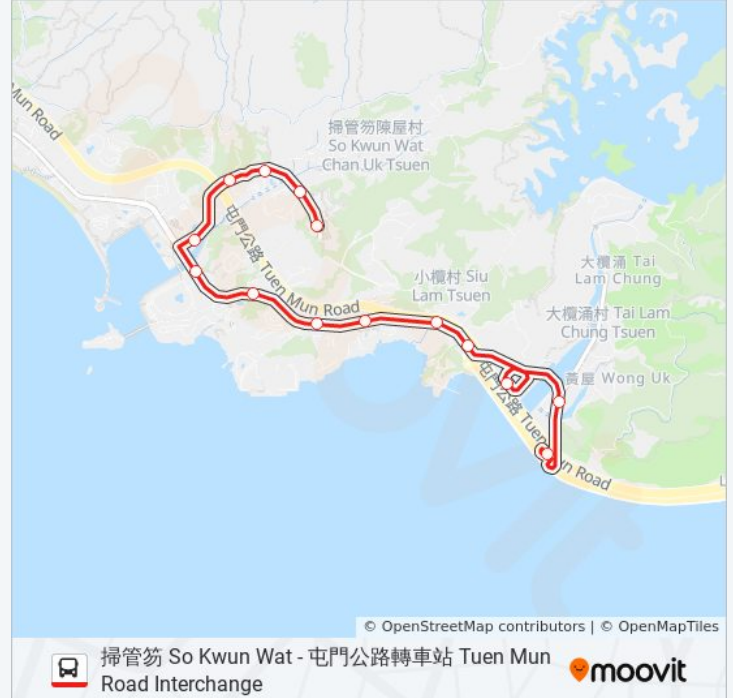 Mun Road
掃管笏陳屋村
So Kwun Wat
Chan Uk Tsuen
屯門公路 Tuen Mun Road
小欖村 Siu
Lam Tsuen
大欖涌 Tai
Lam Chung
大欖涌村 Tai Lam
Chung Tsuen
黃屋 Wong Uk
屯門公路 Tuen Mun Road
L
© OpenStreetMap contributors | © OpenMapTiles
掃管笏 So Kwun Wat - 屯門公路轉車站 Tuen Mun
Road Interchange
moovit